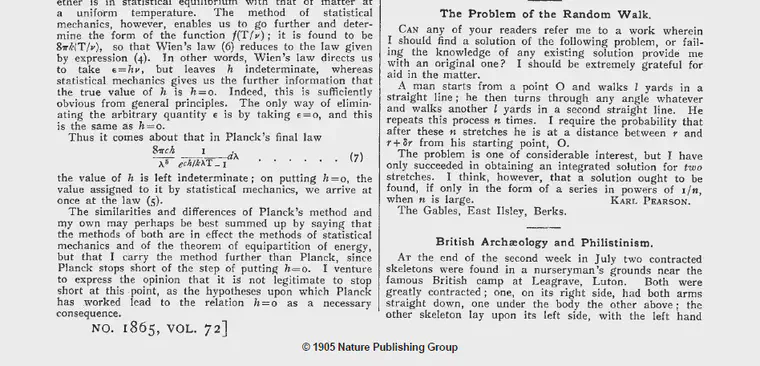 ether is in statistical equilibrium with that of matter at
a uniform temperature. The method of statistical
mechanics, however, enables us to go further and deter-
mine the form of the function f(T/ν); it is found to be
8πk(T/ν), so that Wien's law (6) reduces to the law given
by expression (4). In other words, Wien's law directs us
to take ε=hν, but leaves h indeterminate, whereas
statistical mechanics gives us the further information that
the true value of h is h=0. Indeed, this is sufficiently
obvious from general principles. The only way of elimin-
ating the arbitrary quantity ε is by taking ε=0, and this
is the same as h=0.
Thus it comes about that in Planck's final law
8πch/λ⁵ 1/(e^ch/kλT−1) dλ . . . . . . (7)
the value of h is left indeterminate; on putting h=0, the
value assigned to it by statistical mechanics, we arrive at
once at the law (5).
The similarities and differences of Planck's method and
my own may perhaps be best summed up by saying that
the methods of both are in effect the methods of statistical
mechanics and of the theorem of equipartition of energy,
but that I carry the method further than Planck, since
Planck stops short of the step of putting h=0. I venture
to express the opinion that it is not legitimate to stop
short at this point, as the hypotheses upon which Planck
has worked lead to the relation h=0 as a necessary
consequence.
NO. 1865, VOL. 72]
The Problem of the Random Walk.
CAN any of your readers refer me to a work wherein
I should find a solution of the following problem, or fail-
ing the knowledge of any existing solution provide me
with an original one? I should be extremely grateful for
aid in the matter.
A man starts from a point O and walks l yards in a
straight line; he then turns through any angle whatever
and walks another l yards in a second straight line. He
repeats this process n times. I require the probability that
after these n stretches he is at a distance between r and
r+δr from his starting point, O.
The problem is one of considerable interest, but I have
only succeeded in obtaining an integrated solution for two
stretches. I think, however, that a solution ought to be
found, if only in the form of a series in powers of 1/n,
when n is large. KARL PEARSON.
The Gables, East Ilsley, Berks.
British Archæology and Philistinism.
AT the end of the second week in July two contracted
skeletons were found in a nurseryman's grounds near the
famous British camp at Leagrave, Luton. Both were
greatly contracted; one, on its right side, had both arms
straight down, one under the body the other above; the
other skeleton lay upon its left side, with the left hand
© 1905 Nature Publishing Group